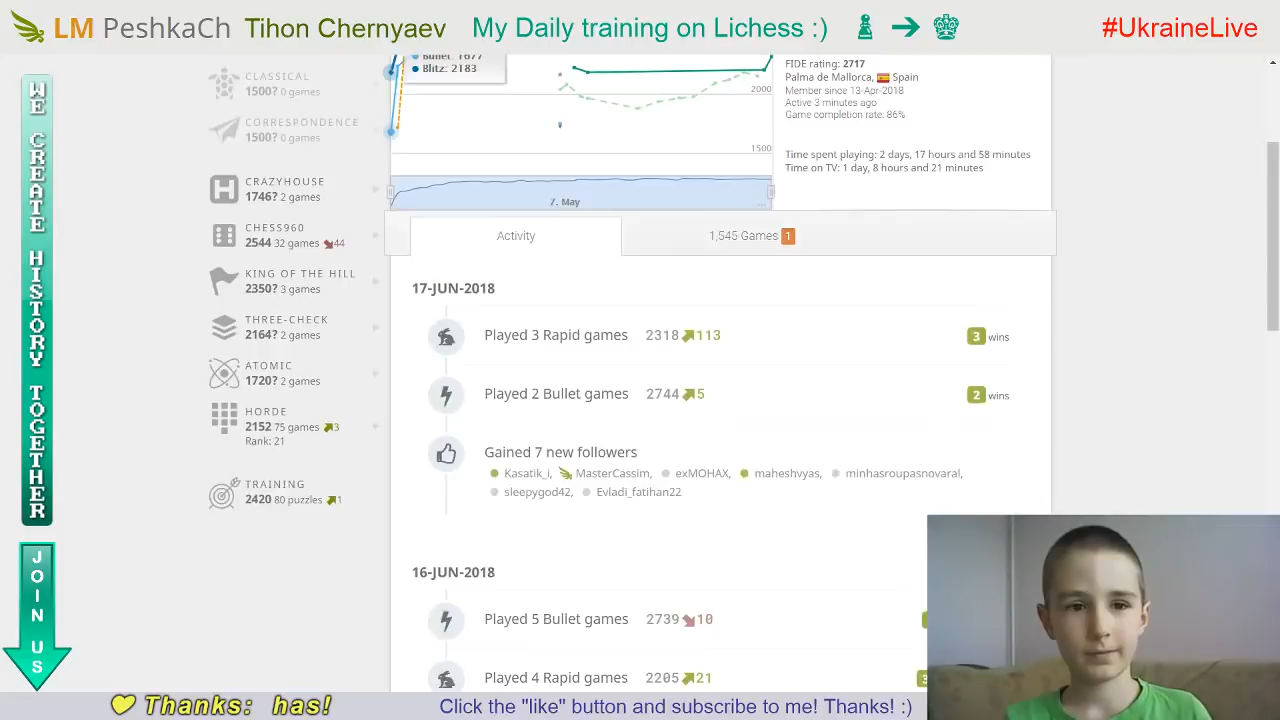 LM PeshkaCh Tihon Chernyaev My Daily training on Lichess :) #UkraineLive
WE CREATE HISTORY TOGETHER
JOIN US
CLASSICAL
1500? 0 games
CORRESPONDENCE
1500? 0 games
CRAZYHOUSE
1746? 2 games
CHESS960
2544 32 games 44
KING OF THE HILL
2350? 3 games
THREE-CHECK
2164? 2 games
ATOMIC
1720? 2 games
HORDE
2152 75 games 3
Rank: 21
TRAINING
2420 80 puzzles 1
Bullet: 1677
Blitz: 2183
2000
1500
7. May
...
FIDE rating: 2717
Palma de Mallorca, Spain
Member since 13-Apr-2018
Active 3 minutes ago
Game completion rate: 86%
Time spent playing: 2 days, 17 hours and 58 minutes
Time on TV: 1 day, 8 hours and 21 minutes
Activity
1,545 Games 1
17-JUN-2018
Played 3 Rapid games 2318 113 3 wins
Played 2 Bullet games 2744 5 2 wins
Gained 7 new followers
Kasatik_i, MasterCassim, exMOHAX, maheshvyas, minhasroupasnovaral,
sleepygod42, Evladi_fatihan22
16-JUN-2018
Played 5 Bullet games 2739 10
Played 4 Rapid games 2205 21 3
Thanks: has!
Click the "like" button and subscribe to me! Thanks! :)